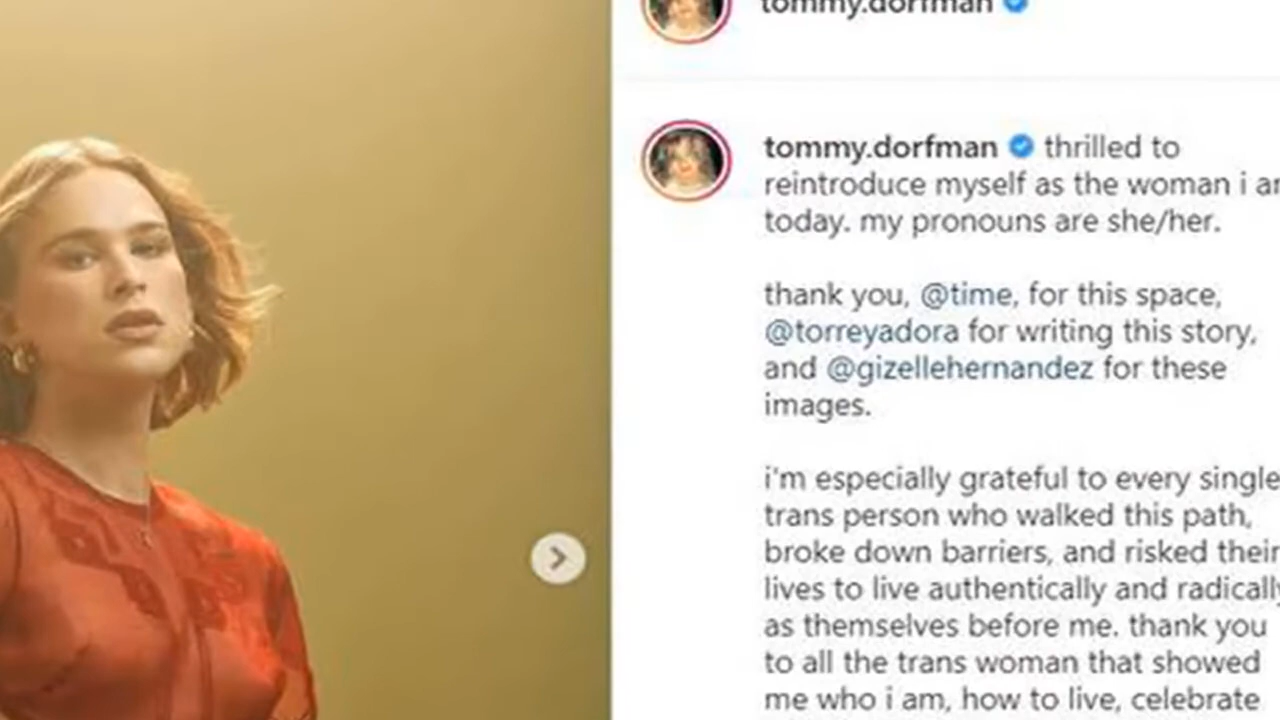 tommy.dorfman
tommy.dorfman thrilled to
reintroduce myself as the woman i am
today. my pronouns are she/her.
thank you, @time, for this space,
@torreyadora for writing this story,
and @gizellehernandez for these
images.
i'm especially grateful to every single
trans person who walked this path,
broke down barriers, and risked their
lives to live authentically and radically
as themselves before me. thank you
to all the trans woman that showed
me who i am, how to live, celebrate